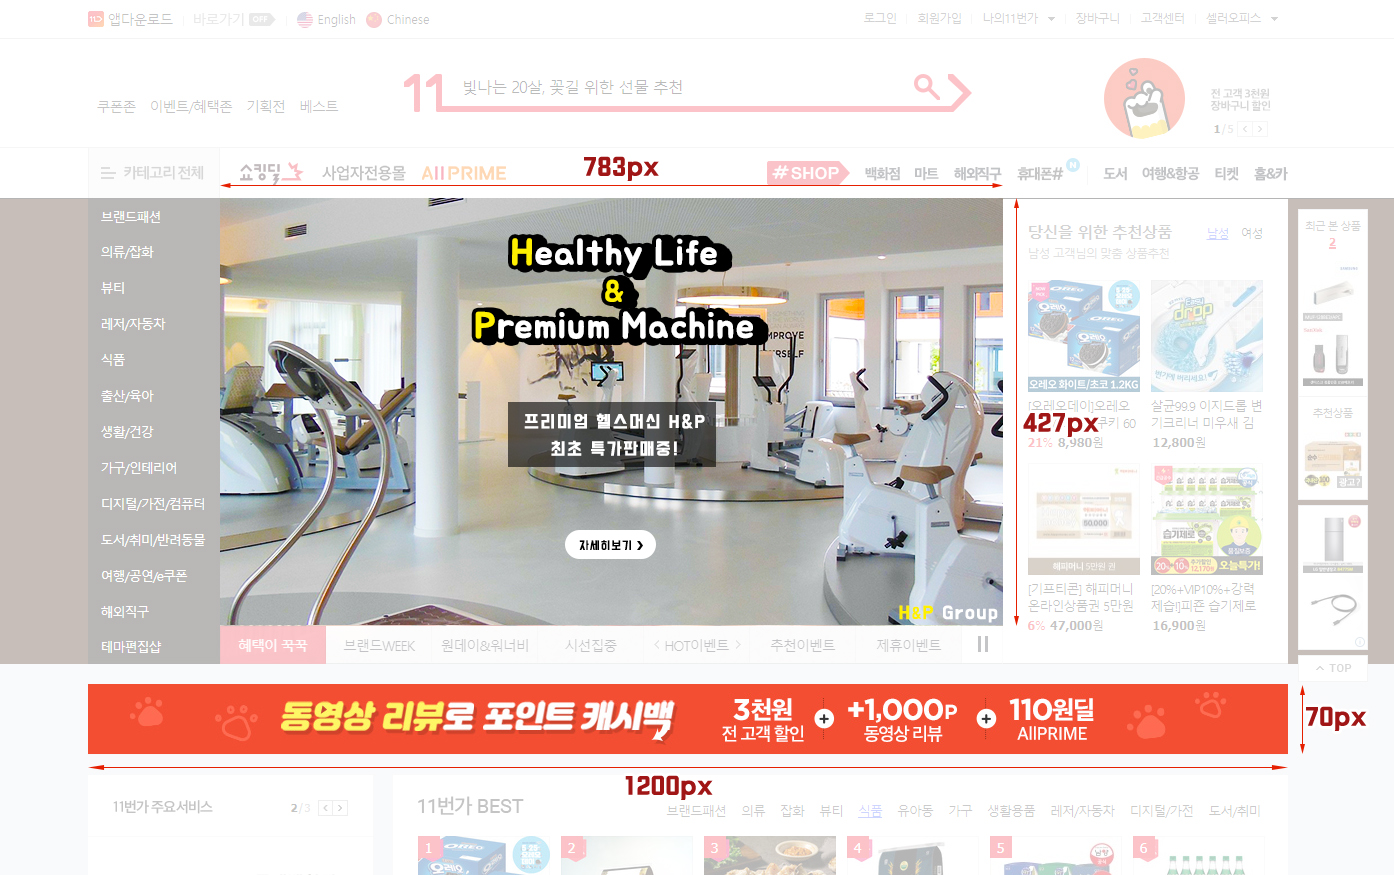 앱다운로드 바로가기 OFF English Chinese
로그인 회원가입 나의11번가 장바구니 고객센터 셀러오피스
쿠폰존 이벤트/혜택존 기획전 베스트
11 빛나는 20살, 꽃길 위한 선물 추천
전 고객 3천원
장바구니 할인
1 / 5
카테고리 전체 쇼킹딜 사업자전용몰 All PRIME
783px
#SHOP 백화점 마트 해외직구 휴대폰# N 도서 여행&항공 티켓 홈&카
브랜드패션
의류/잡화
뷰티
레저/자동차
식품
출산/육아
생활/건강
가구/인테리어
디지털/가전/컴퓨터
도서/취미/반려동물
여행/공연/e쿠폰
해외직구
테마편집샵
Healthy Life
&
Premium Machine
프리미엄 헬스머신 H&P
최초 특가판매중!
자세히보기
H&P Group
427px
당신을 위한 추천상품 남성 여성
남성 고객님의 맞춤 상품추천
오레오 화이트/초코 1.2KG
[오레오데이]오레오
쿠키 60
21% 8,980원
살균99.9 이지드롭 변
기크리너 미우새 김
12,800원
해피머니 5만원 권
[기프티콘] 해피머니
온라인상품권 5만원
6% 47,000원
습기제로
오늘특가!
[20%+VIP10%+강력
제습]피죤 습기제로
16,900원
최근 본 상품
2
추천상품
광고?
TOP
혜택이 꾹꾹 브랜드WEEK 원데이&워너비 시선집중 HOT이벤트 추천이벤트 제휴이벤트
동영상 리뷰로 포인트 캐시백
3천원
전 고객 할인
+1,000P
동영상 리뷰
110원딜
AllPRIME
70px
1200px
11번가 주요서비스 2 / 3
11번가 BEST 브랜드패션 의류 잡화 뷰티 식품 유아동 가구 생활용품 레저/자동차 디지털/가전 도서/취미
1 2 3 4 5 6